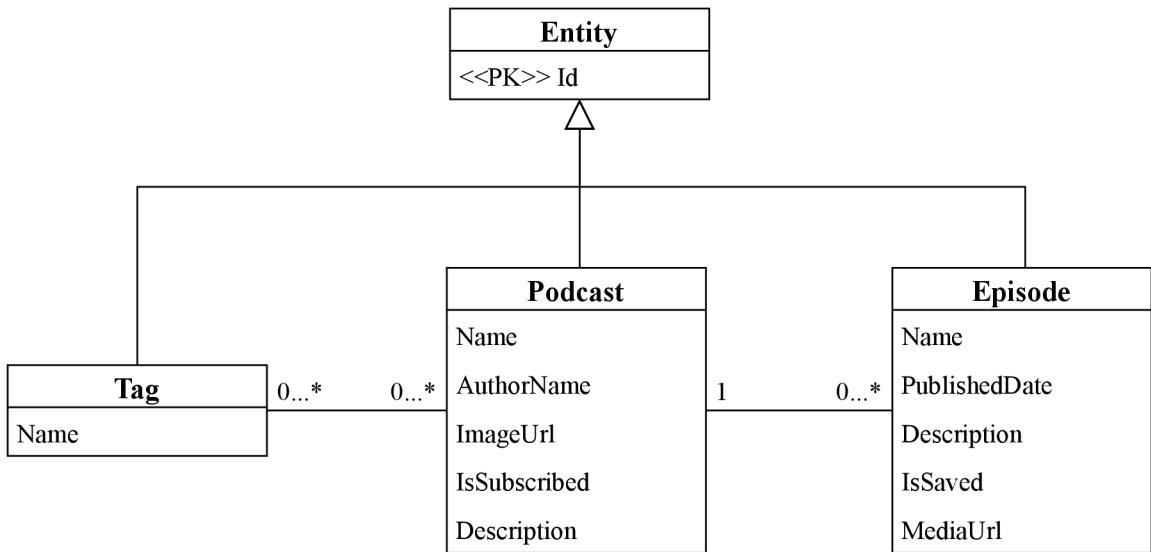 Entity
<<PK>> Id
Podcast
Name
AuthorName
ImageUrl
IsSubscribed
Description
Episode
Name
PublishedDate
Description
IsSaved
MediaUrl
Tag
Name
0...*
0...*
1
0...*